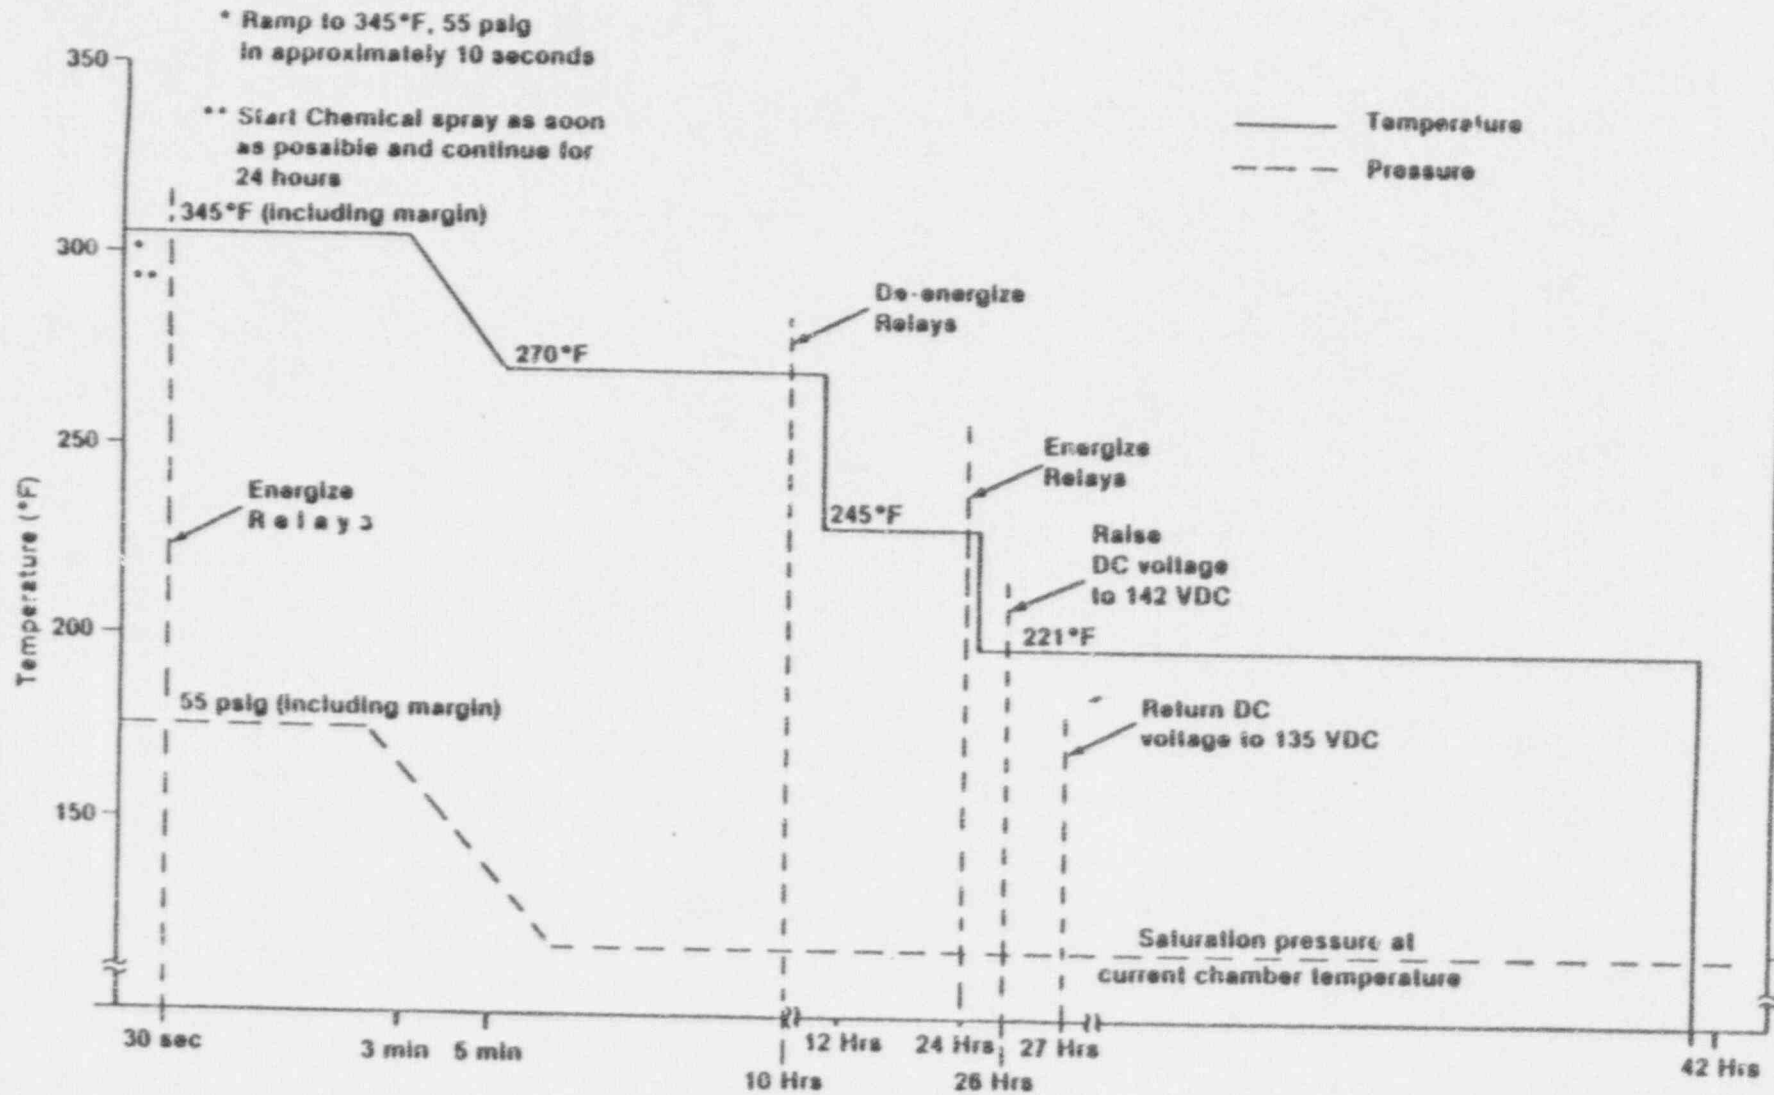 * Ramp to 345°F, 55 psig
in approximately 10 seconds
** Start Chemical spray as soon
as possible and continue for
24 hours
Temperature
Pressure
350
300
250
200
150
Temperature (°F)
345°F (including margin)
*
**
270°F
De-energize
Relays
Energize
Relays
245°F
Energize
Relays
Raise
DC voltage
to 142 VDC
221°F
55 psig (including margin)
Return DC
voltage to 135 VDC
Saturation pressure at
current chamber temperature
30 sec
3 min
5 min
10 Hrs
12 Hrs
24 Hrs
26 Hrs
27 Hrs
42 Hrs